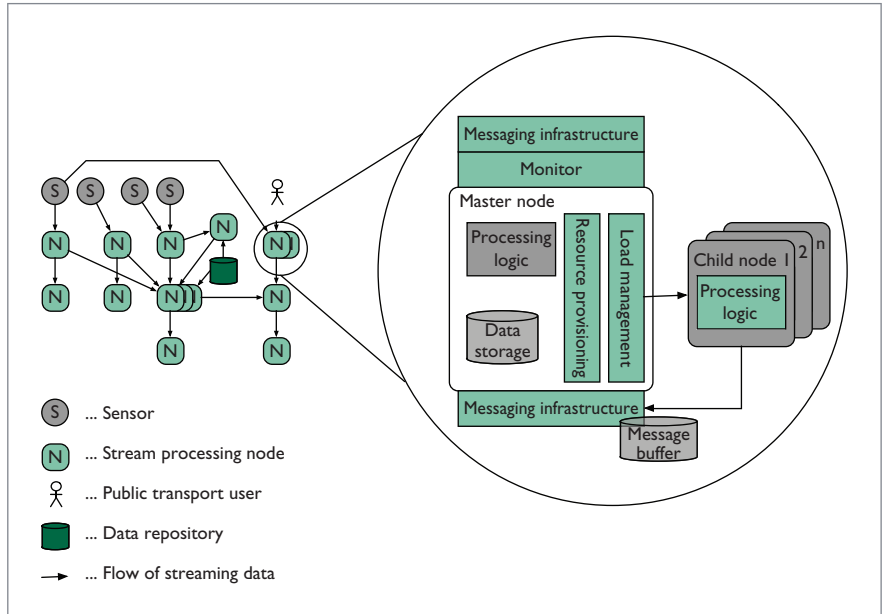 S
S
S
S
N
N
N
N
N
N
N
N
N
N
N
N
... Sensor
... Stream processing node
... Public transport user
... Data repository
... Flow of streaming data
Messaging infrastructure
Monitor
Master node
Processing
logic
Data
storage
Resource provisioning
Load management
Child node 1
2
n
Processing
logic
Messaging infrastructure
Message
buffer